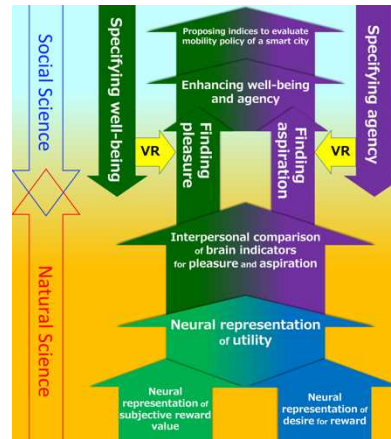 Social Science
Natural Science
Specifying well-being
Specifying agency
Proposing indices to evaluate
mobility policy of a smart city
Enhancing well-being
and agency
VR
Finding
pleasure
Finding
aspiration
VR
Interpersonal comparison
of brain indicators
for pleasure and aspiration
Neural representation
of utility
Neural
representation of
subjective reward
value
Neural
representation
of desire for reward